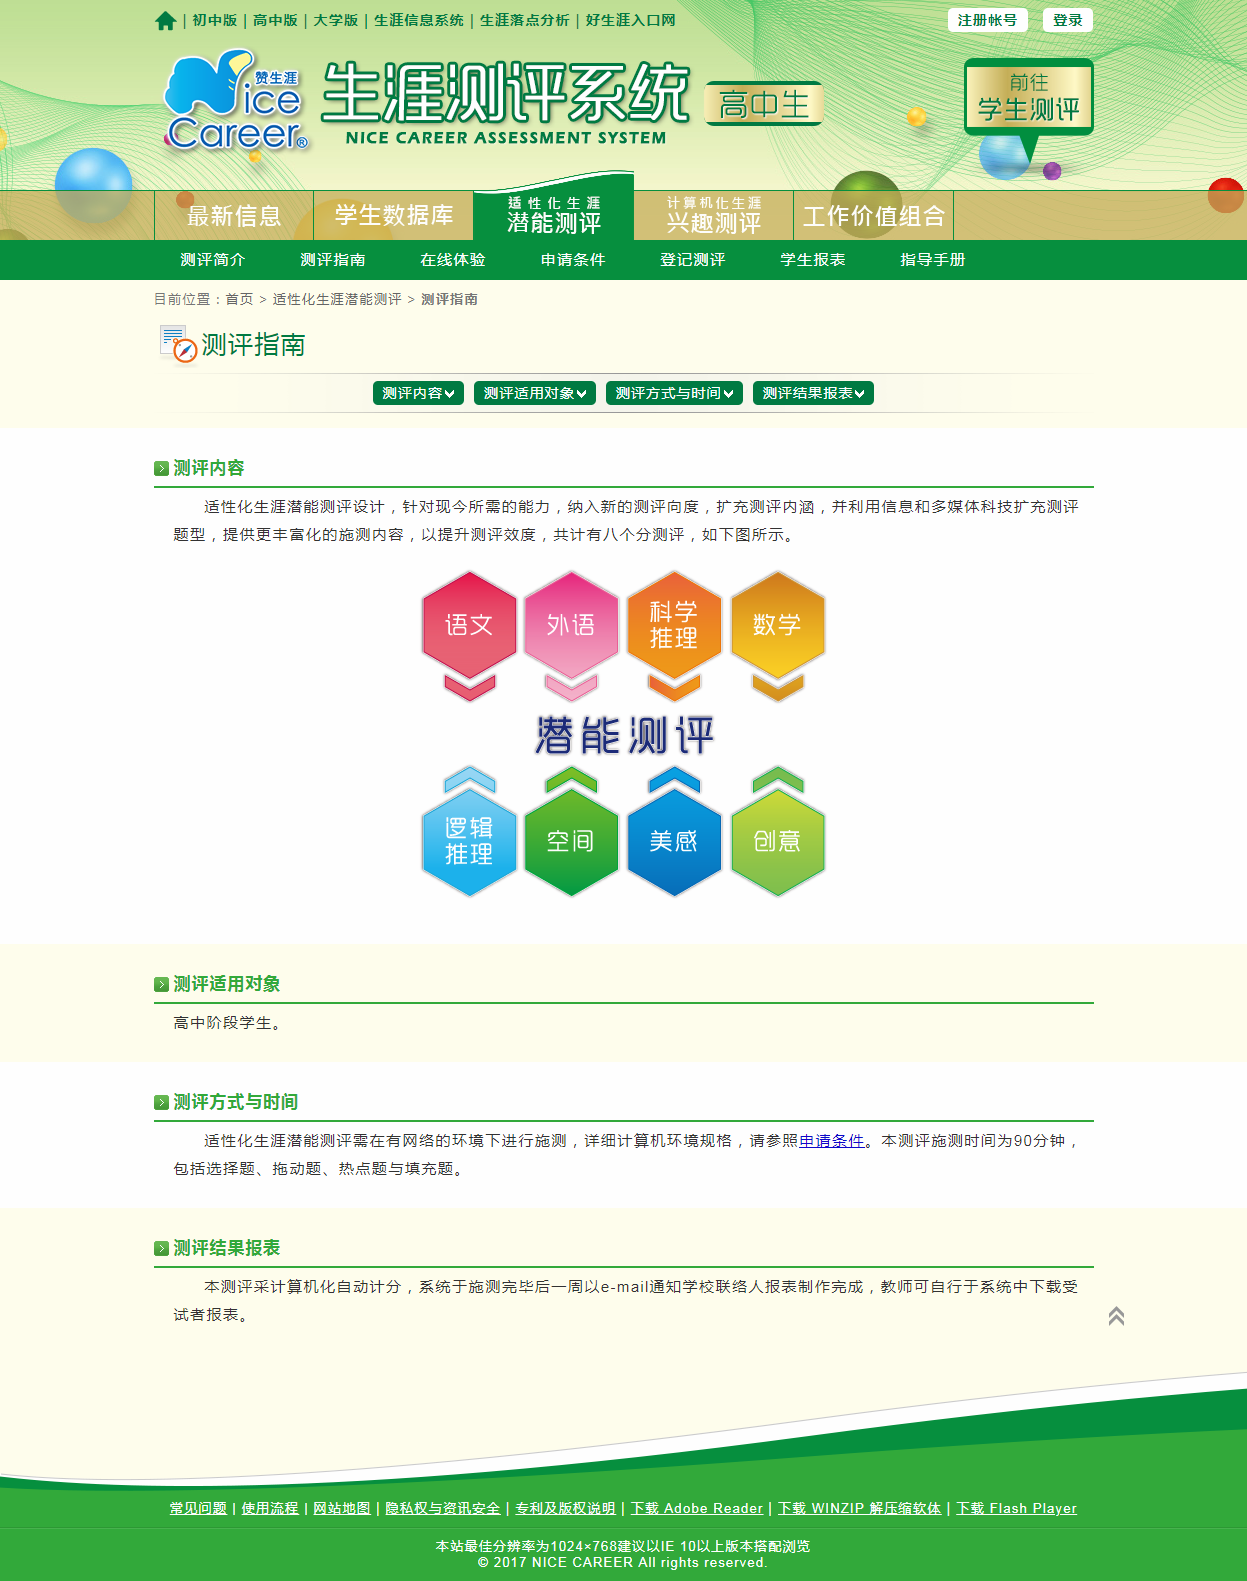 | 初中版 | 高中版 | 大学版 | 生涯信息系统 | 生涯落点分析 | 好生涯入口网
注册帐号 登录
赞生涯
Nice
Career®
生涯测评系统
NICE CAREER ASSESSMENT SYSTEM
高中生
前往
学生测评
最新信息
学生数据库
适性化生涯
潜能测评
计算机化生涯
兴趣测评
工作价值组合
测评简介 测评指南 在线体验 申请条件 登记测评 学生报表 指导手册
目前位置：首页 > 适性化生涯潜能测评 > 测评指南
测评指南
测评内容 测评适用对象 测评方式与时间 测评结果报表
测评内容
适性化生涯潜能测评设计，针对现今所需的能力，纳入新的测评向度，扩充测评内涵，并利用信息和多媒体科技扩充测评
题型，提供更丰富化的施测内容，以提升测评效度，共计有八个分测评，如下图所示。
语文 外语 科学推理 数学
潜能测评
逻辑推理 空间 美感 创意
测评适用对象
高中阶段学生。
测评方式与时间
适性化生涯潜能测评需在有网络的环境下进行施测，详细计算机环境规格，请参照申请条件。本测评施测时间为90分钟，
包括选择题、拖动题、热点题与填充题。
测评结果报表
本测评采计算机化自动计分，系统于施测完毕后一周以e-mail通知学校联络人报表制作完成，教师可自行于系统中下载受
试者报表。
常见问题 | 使用流程 | 网站地图 | 隐私权与资讯安全 | 专利及版权说明 | 下载 Adobe Reader | 下载 WINZIP 解压缩软体 | 下载 Flash Player
本站最佳分辨率为1024×768建议以IE 10以上版本搭配浏览
© 2017 NICE CAREER All rights reserved.